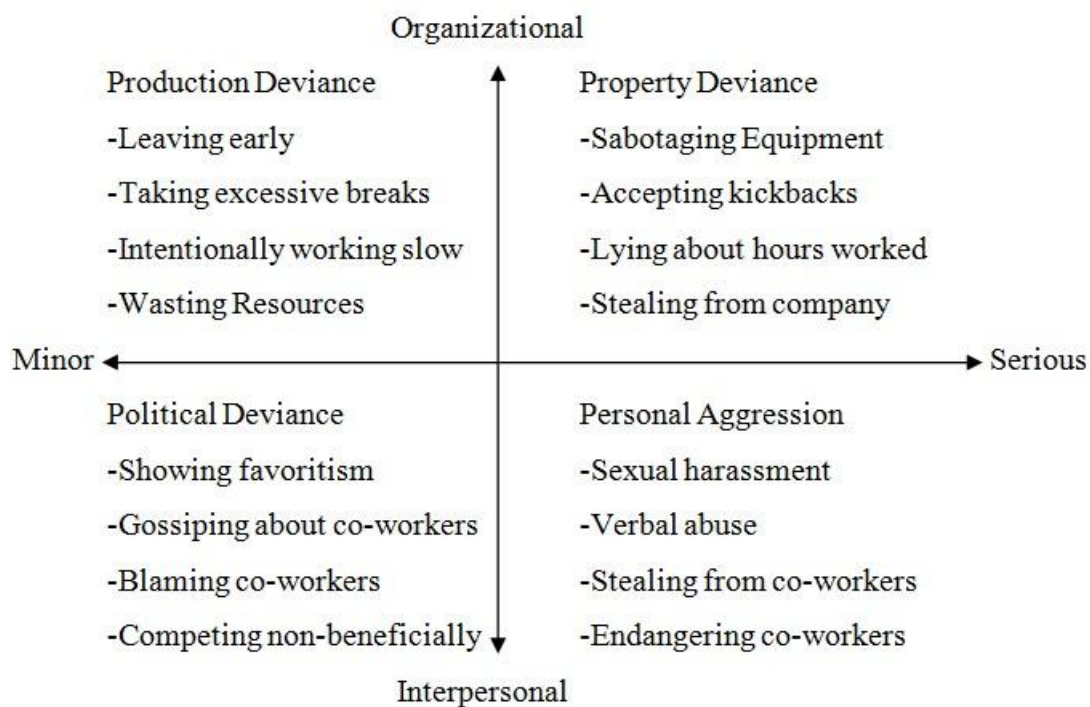 Organizational
Production Deviance
-Leaving early
-Taking excessive breaks
-Intentionally working slow
-Wasting Resources
Property Deviance
-Sabotaging Equipment
-Accepting kickbacks
-Lying about hours worked
-Stealing from company
Minor
Serious
Political Deviance
-Showing favoritism
-Gossiping about co-workers
-Blaming co-workers
-Competing non-beneficially
Personal Aggression
-Sexual harassment
-Verbal abuse
-Stealing from co-workers
-Endangering co-workers
Interpersonal